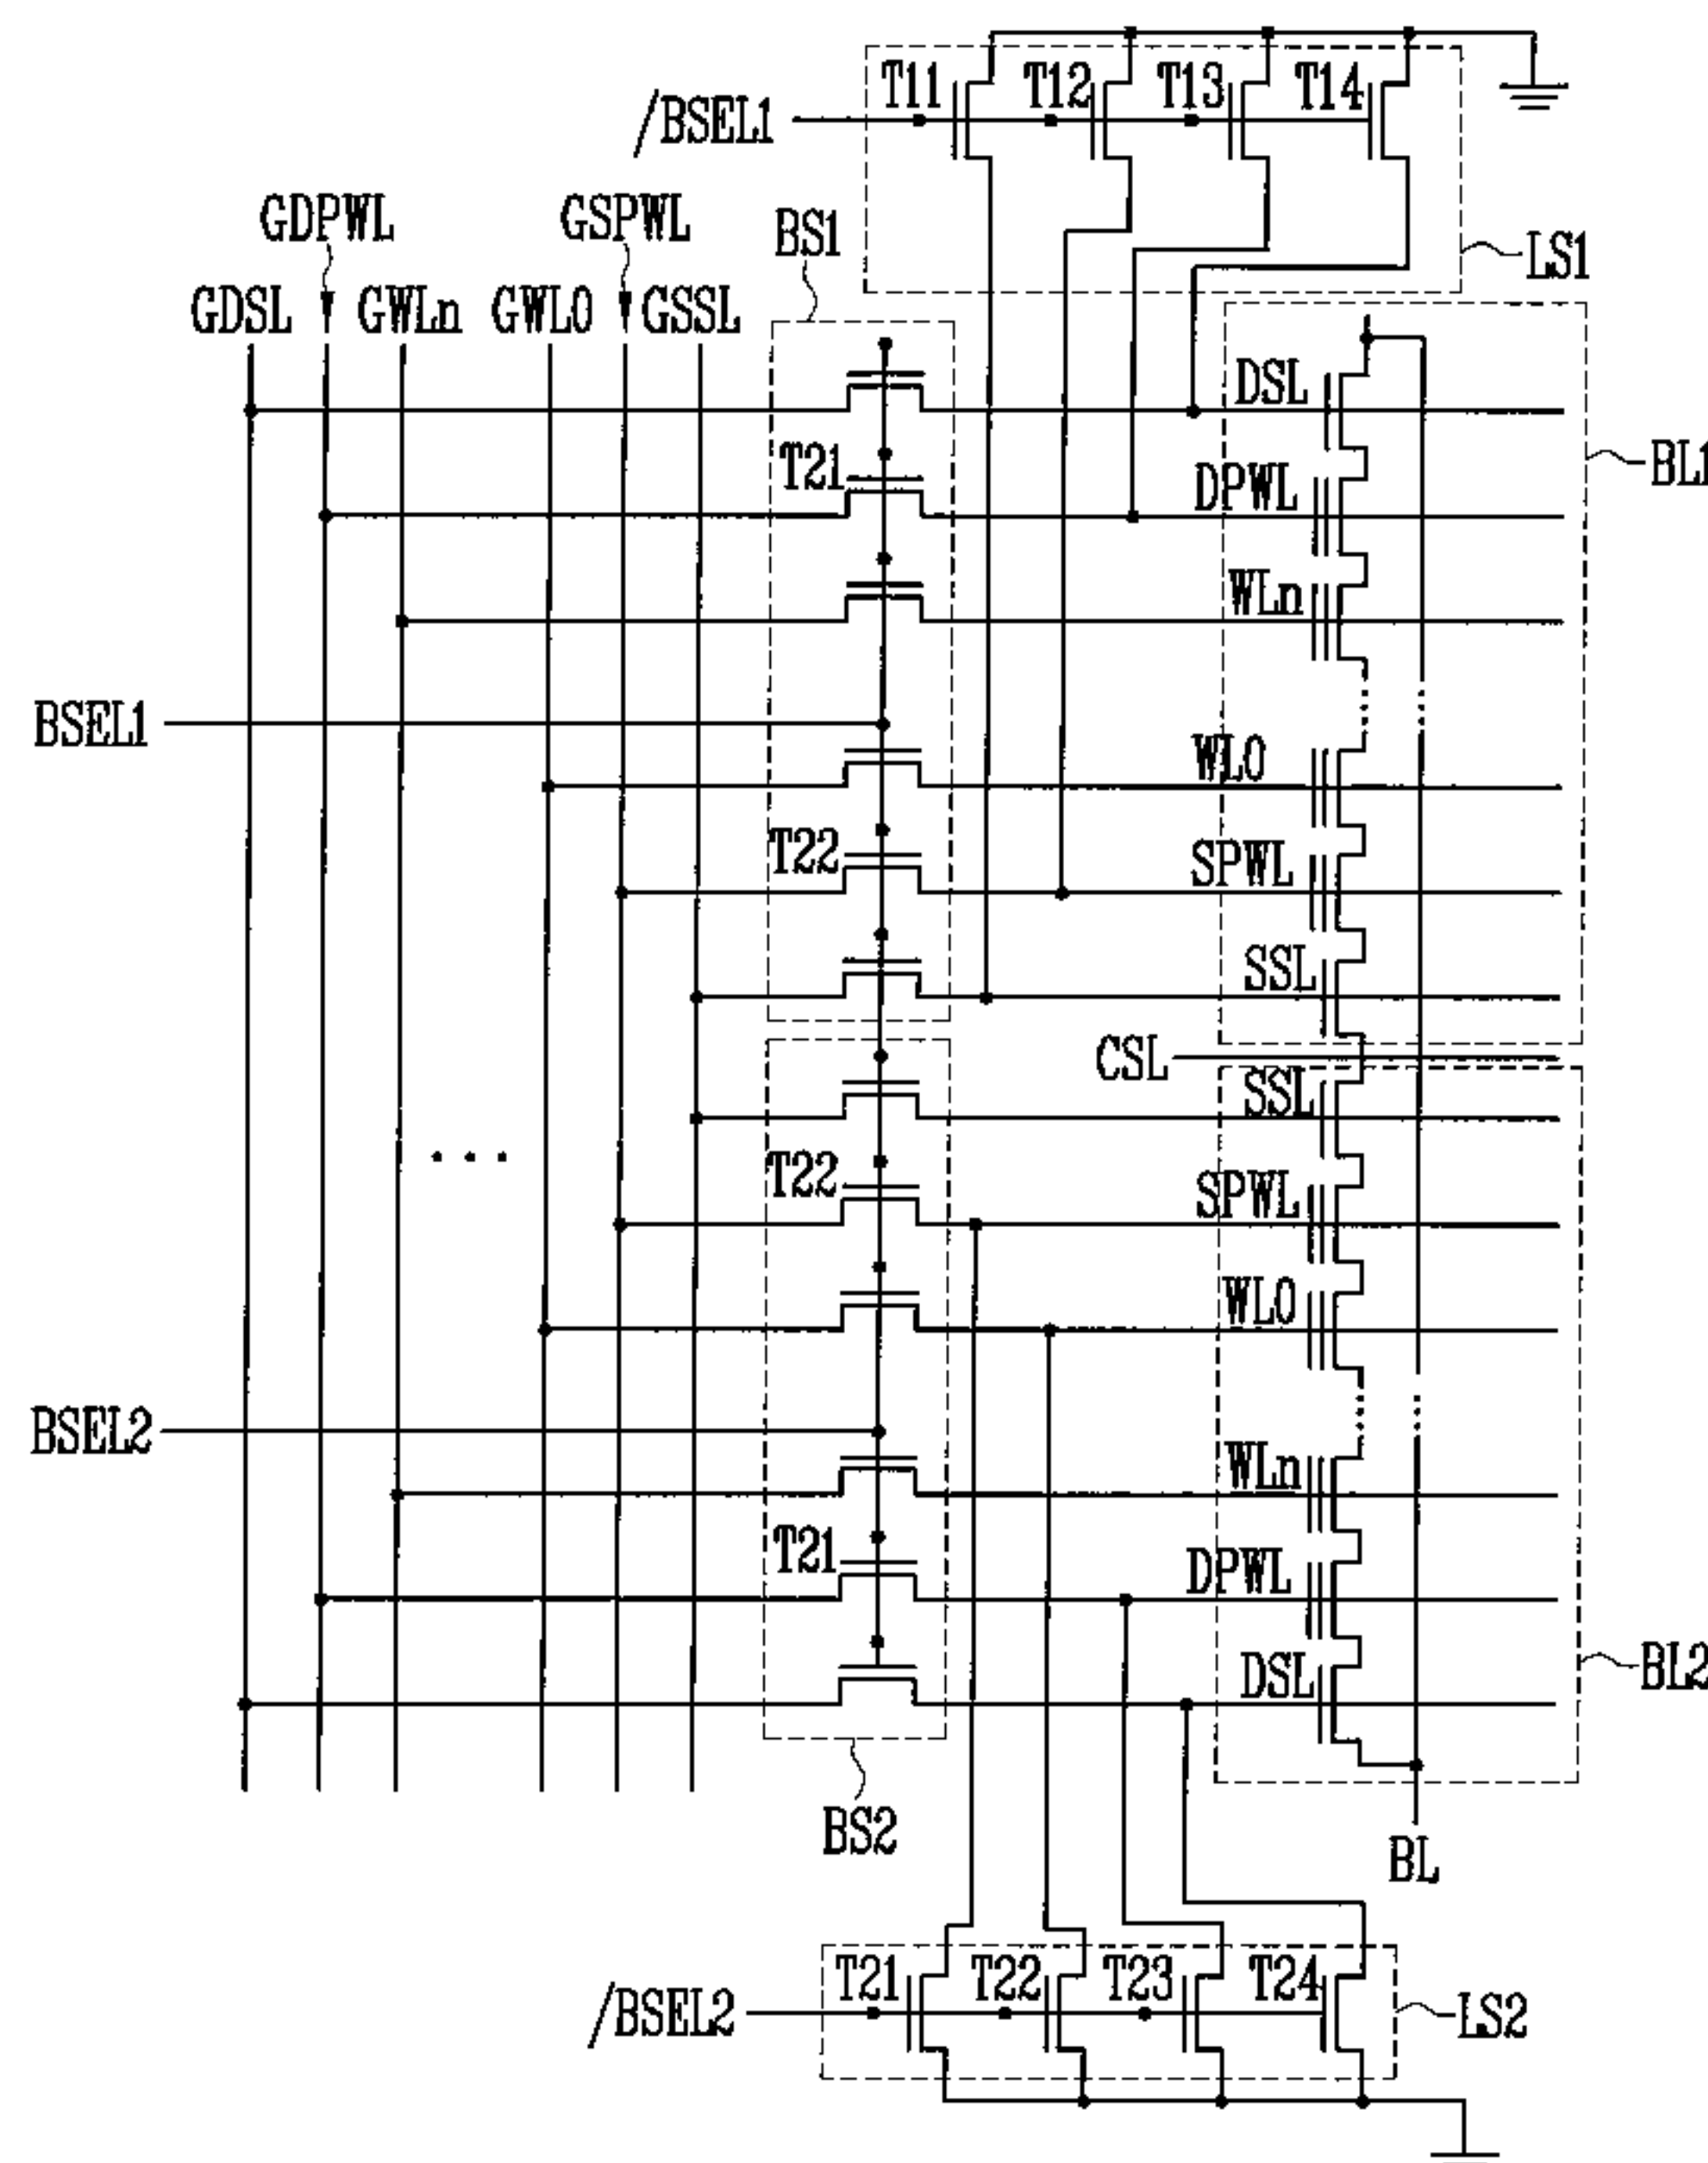 T11 T12 T13 T14
/BSEL1
GDPWL GSPWL BS1
LS1
GDSL GWLn GWL0 GSSL
DSL
T21 DPWL BL1
WLn
BSEL1
WL0
T22 SPWL
SSL
CSL
SSL
T22 SPWL
WL0
BSEL2
WLn
T21 DPWL
DSL BL2
BS2
BL
T21 T22 T23 T24
/BSEL2 LS2